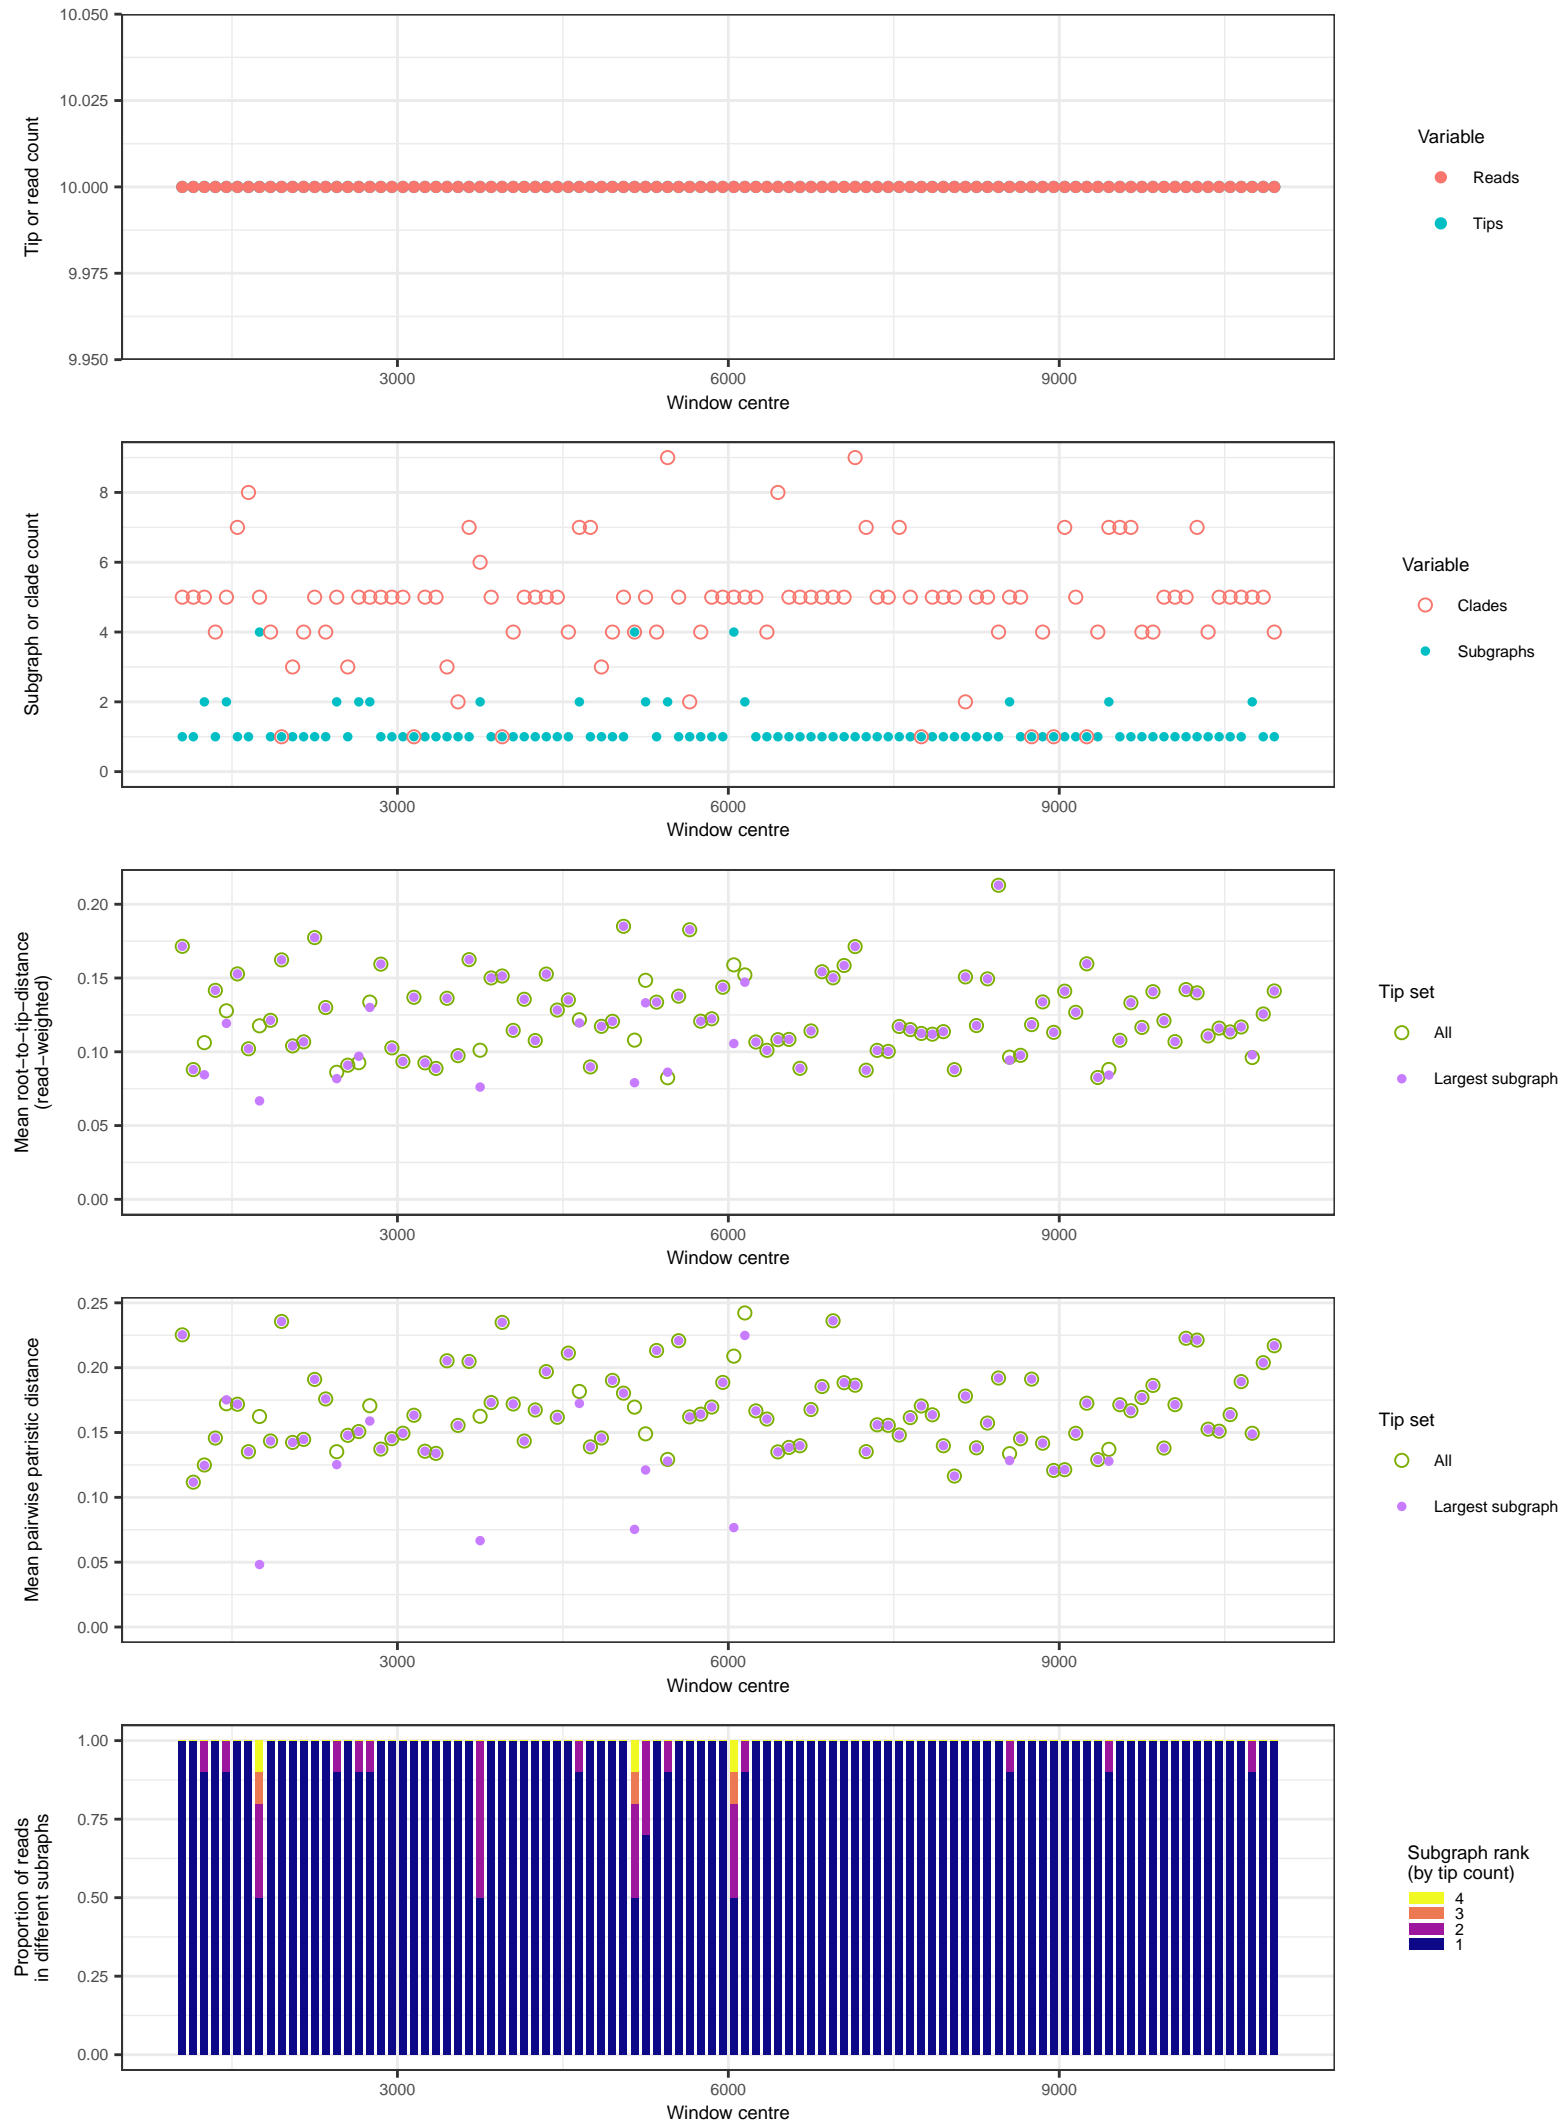 10.050
10.025
10.000
9.975
9.950
Tip or read count
3000
6000
9000
Window centre
Variable
Reads
Tips
8
6
4
2
0
Subgraph or clade count
3000
6000
9000
Window centre
Variable
Clades
Subgraphs
0.20
0.15
0.10
0.05
0.00
Mean root−to−tip−distance
(read−weighted)
3000
6000
9000
Window centre
Tip set
All
Largest subgraph
0.25
0.20
0.15
0.10
0.05
0.00
Mean pairwise patristic distance
3000
6000
9000
Window centre
Tip set
All
Largest subgraph
1.00
0.75
0.50
0.25
0.00
Proportion of reads
in different subraphs
3000
6000
9000
Window centre
Subgraph rank
(by tip count)
4
3
2
1